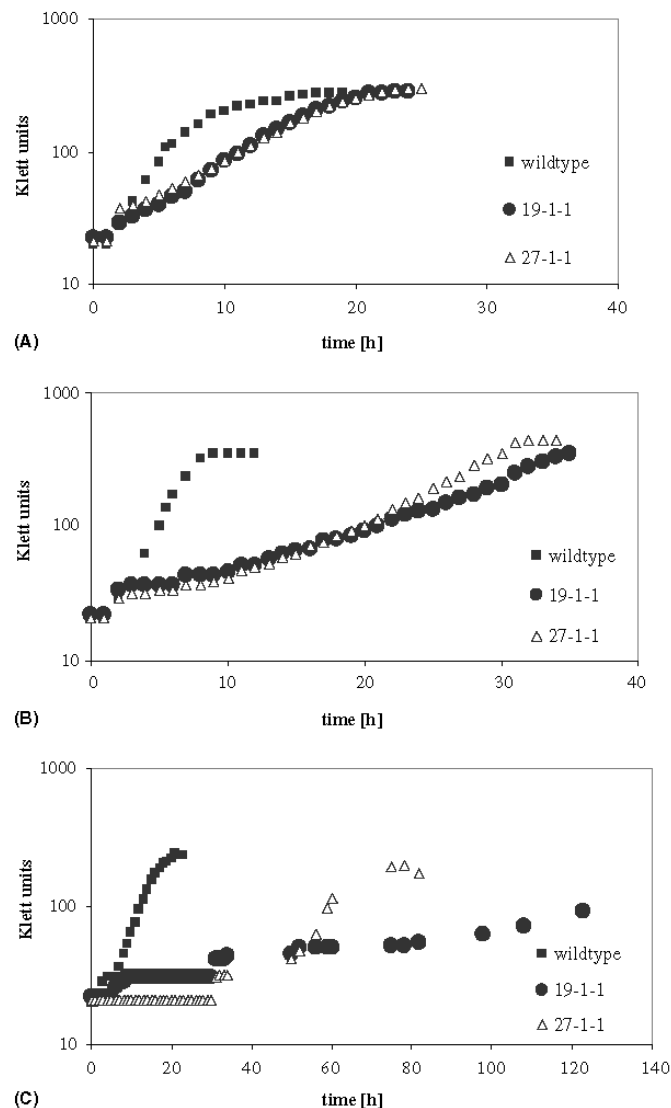 1000
Klett units
100
wildtype
19-1-1
27-1-1
10
0 10 20 30 40
(A) time [h]
1000
Klett units
100
wildtype
19-1-1
27-1-1
10
0 10 20 30 40
(B) time [h]
1000
Klett units
100
wildtype
19-1-1
27-1-1
10
0 20 40 60 80 100 120 140
(C) time [h]